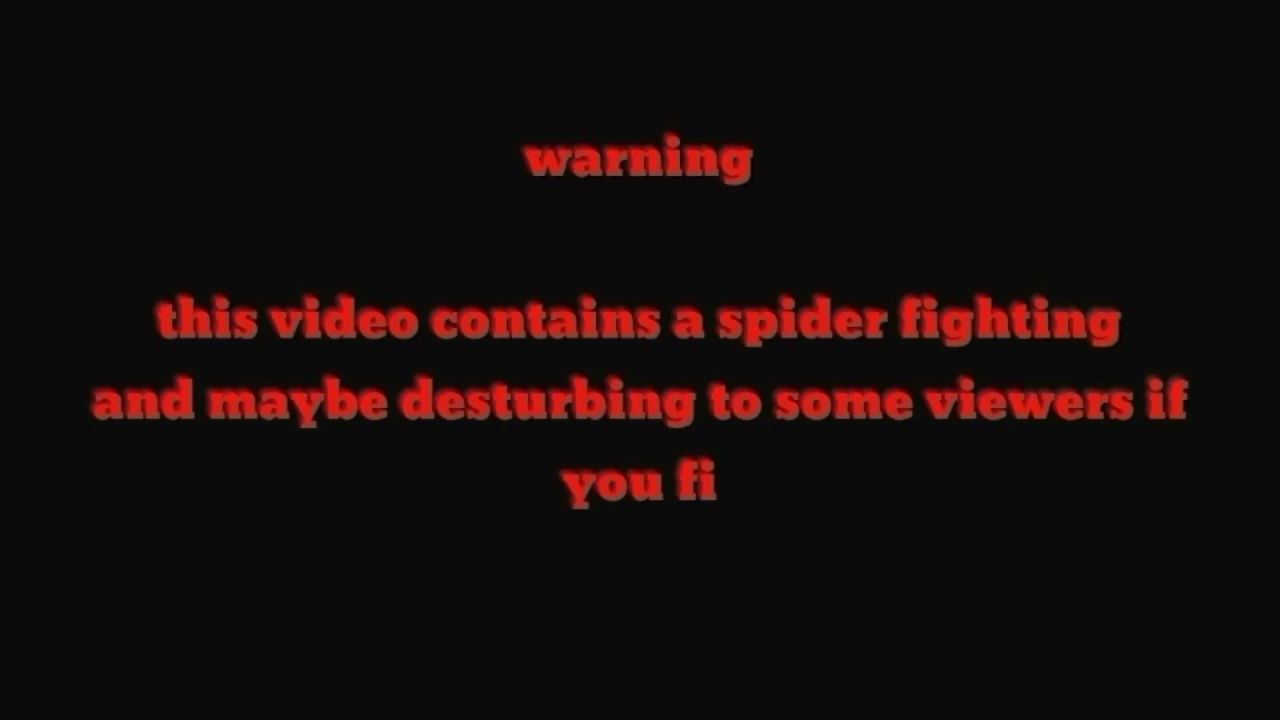 warning
this video contains a spider fighting
and maybe desturbing to some viewers if
you fi